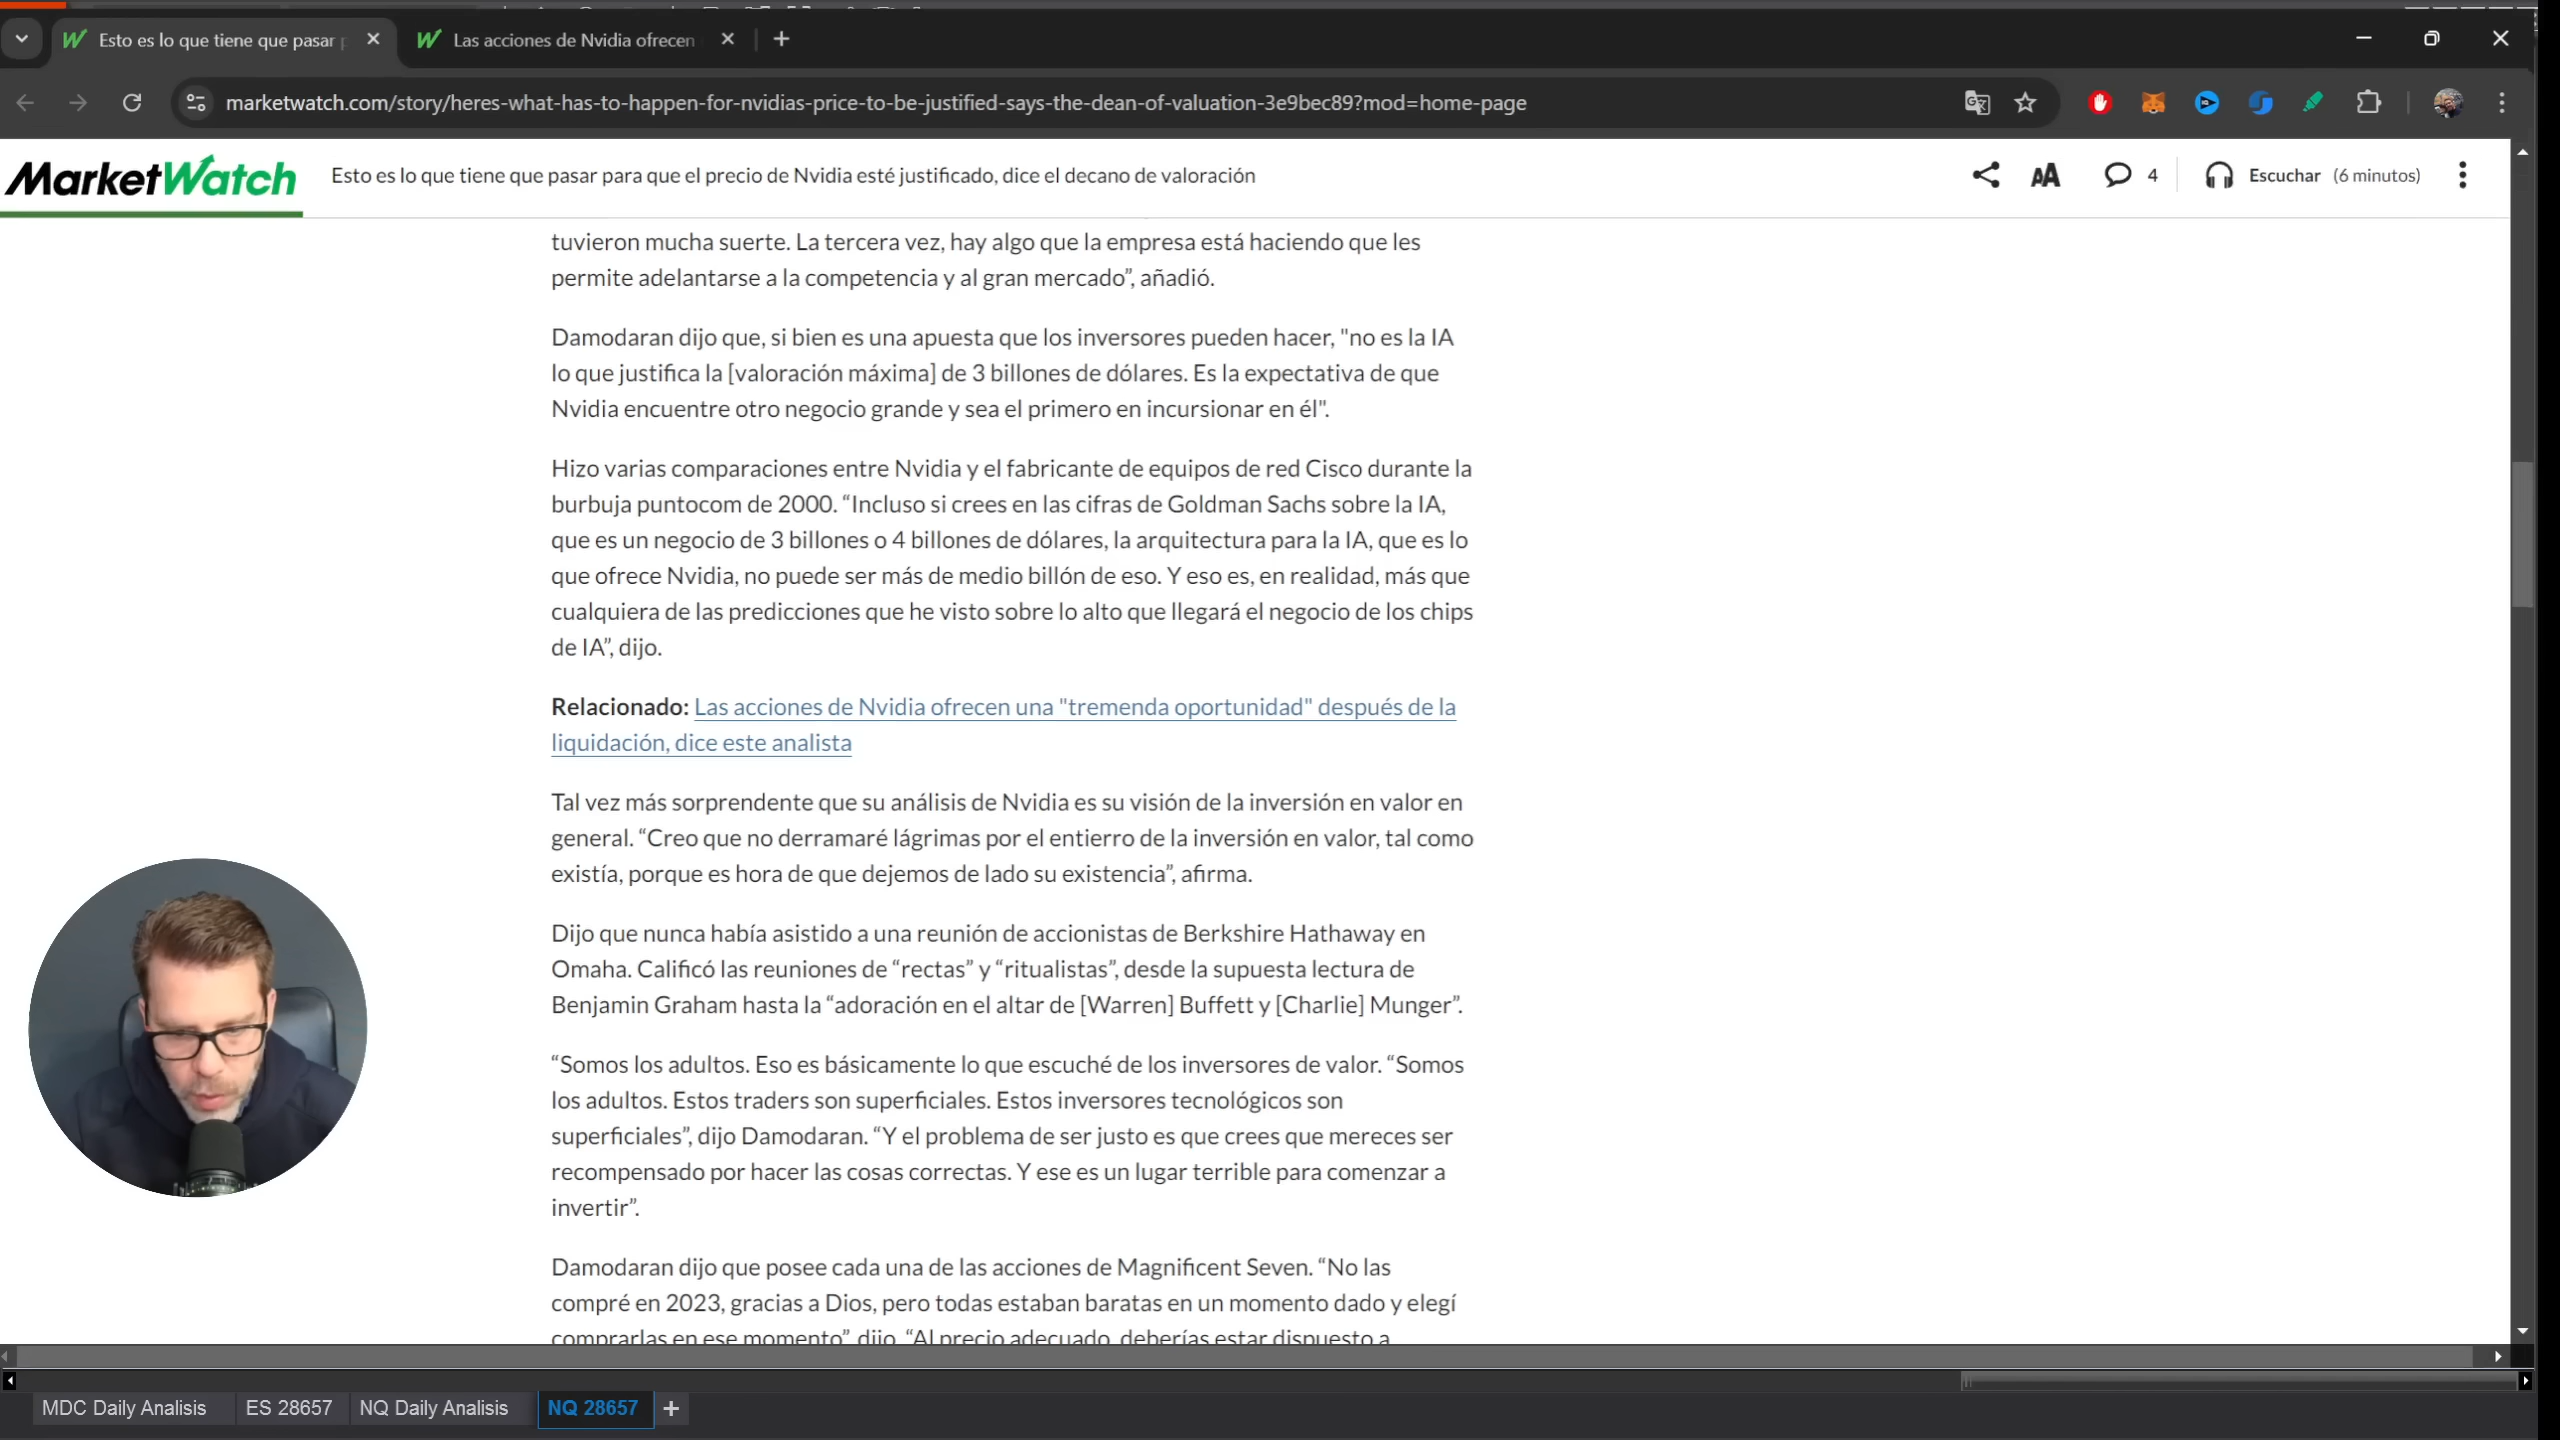 Esto es lo que tiene que pasar
Las acciones de Nvidia ofrecen
marketwatch.com/story/heres-what-has-to-happen-for-nvidias-price-to-be-justified-says-the-dean-of-valuation-3e9bec89?mod=home-page
MarketWatch
Esto es lo que tiene que pasar para que el precio de Nvidia esté justificado, dice el decano de valoración
AA
4
Escuchar (6 minutos)
tuvieron mucha suerte. La tercera vez, hay algo que la empresa está haciendo que les
permite adelantarse a la competencia y al gran mercado”, añadió.
Damodaran dijo que, si bien es una apuesta que los inversores pueden hacer, "no es la IA
lo que justifica la [valoración máxima] de 3 billones de dólares. Es la expectativa de que
Nvidia encuentre otro negocio grande y sea el primero en incursionar en él".
Hizo varias comparaciones entre Nvidia y el fabricante de equipos de red Cisco durante la
burbuja puntocom de 2000. “Incluso si crees en las cifras de Goldman Sachs sobre la IA,
que es un negocio de 3 billones o 4 billones de dólares, la arquitectura para la IA, que es lo
que ofrece Nvidia, no puede ser más de medio billón de eso. Y eso es, en realidad, más que
cualquiera de las predicciones que he visto sobre lo alto que llegará el negocio de los chips
de IA”, dijo.
Relacionado: Las acciones de Nvidia ofrecen una "tremenda oportunidad" después de la
liquidación, dice este analista
Tal vez más sorprendente que su análisis de Nvidia es su visión de la inversión en valor en
general. “Creo que no derramaré lágrimas por el entierro de la inversión en valor, tal como
existía, porque es hora de que dejemos de lado su existencia”, afirma.
Dijo que nunca había asistido a una reunión de accionistas de Berkshire Hathaway en
Omaha. Calificó las reuniones de “rectas” y “ritualistas”, desde la supuesta lectura de
Benjamin Graham hasta la “adoración en el altar de [Warren] Buffett y [Charlie] Munger”.
“Somos los adultos. Eso es básicamente lo que escuché de los inversores de valor. “Somos
los adultos. Estos traders son superficiales. Estos inversores tecnológicos son
superficiales”, dijo Damodaran. “Y el problema de ser justo es que crees que mereces ser
recompensado por hacer las cosas correctas. Y ese es un lugar terrible para comenzar a
invertir”.
Damodaran dijo que posee cada una de las acciones de Magnificent Seven. “No las
compré en 2023, gracias a Dios, pero todas estaban baratas en un momento dado y elegí
comprarlas en ese momento”, dijo. “Al precio adecuado, deberías estar dispuesto a
MDC Daily Analisis
ES 28657
NQ Daily Analisis
NQ 28657